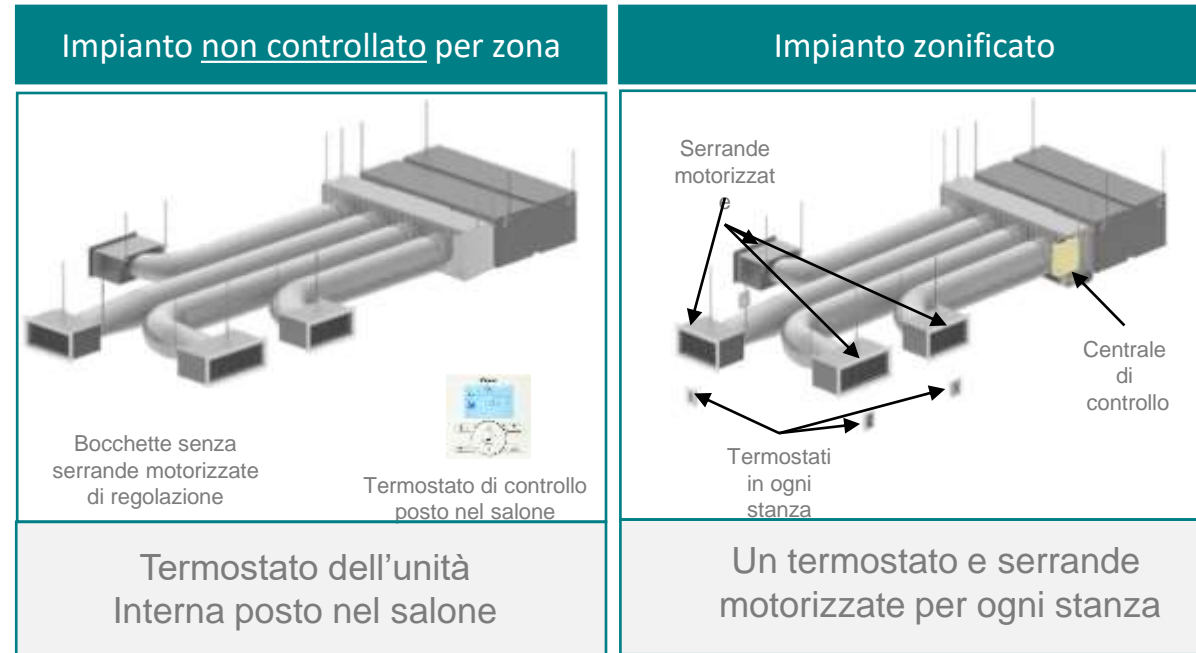 Impianto non controllato per zona
Impianto zonificato
Bocchette senza
serrande motorizzate
di regolazione
Termostato di controllo
posto nel salone
Serrande
motorizzat
e
Centrale
di
controllo
Termostati
in ogni
stanza
Termostato dell’unità
Interna posto nel salone
Un termostato e serrande
motorizzate per ogni stanza